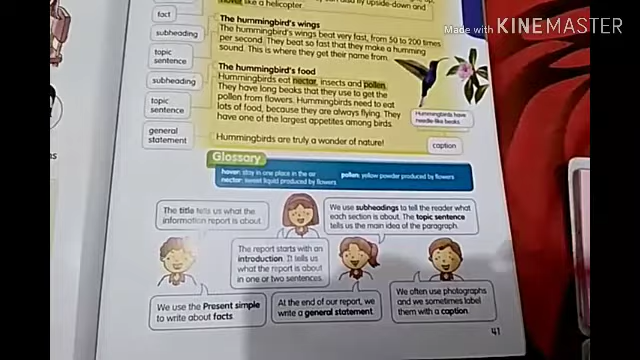 Made with KINEMASTER
hover like a helicopter.
fly upside-down and
fact
subheading
The hummingbird's wings
The hummingbird's wings beat very fast, from 50 to 200 times
per second. They beat so fast that they make a humming
sound. This is where they get their name from.
topic
sentence
subheading
The hummingbird's food
Hummingbirds eat nectar, insects and pollen.
They have long beaks that they use to get the
pollen from flowers. Hummingbirds need to eat
lots of food, because they are always flying. They
have one of the largest appetites among birds.
topic
sentence
Hummingbirds have
needle-like beaks.
general
statement
Hummingbirds are truly a wonder of nature!
caption
Glossary
hover: stay in one place in the air
nectar: sweet liquid produced by flowers
pollen: yellow powder produced by flowers
The title tells us what the
information report is about.
We use subheadings to tell the reader what
each section is about. The topic sentence
tells us the main idea of the paragraph.
The report starts with an
introduction. It tells us
what the report is about
in one or two sentences.
We use the Present simple
to write about facts.
At the end of our report, we
write a general statement.
We often use photographs
and we sometimes label
them with a caption.
41